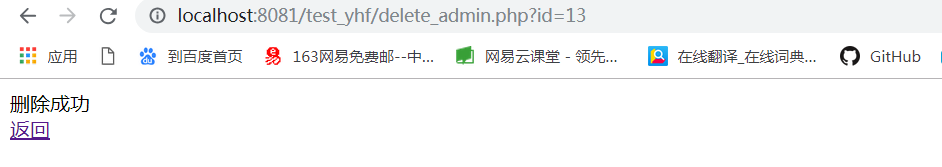 localhost:8081/test_yhf/delete_admin.php?id=13
应用 到百度首页 163网易免费邮--中... 网易云课堂 - 领先... 在线翻译_在线词典... GitHub
删除成功
返回